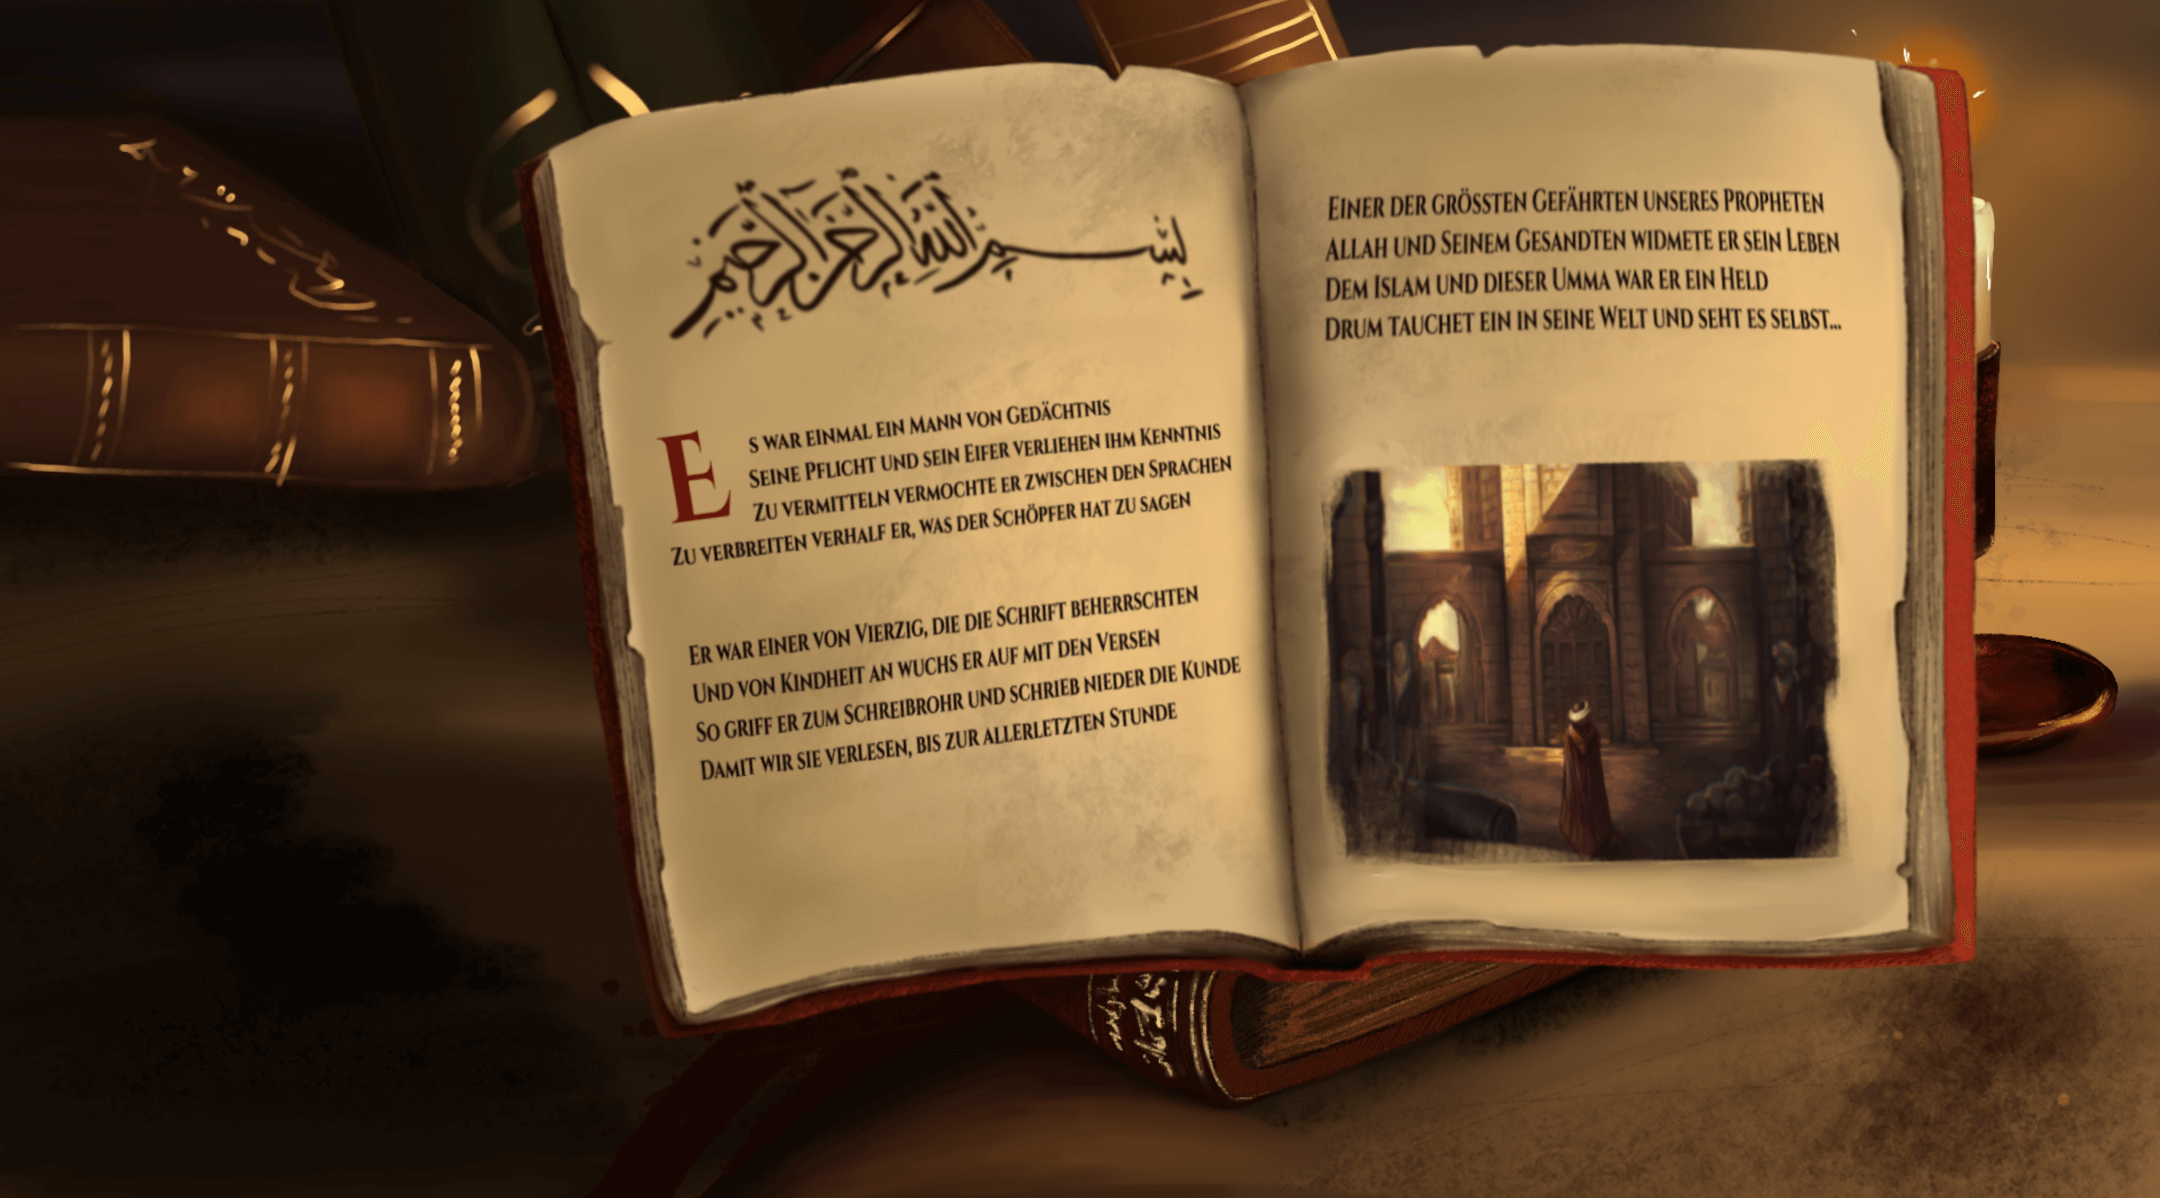 بِسْمِ اللهِ الرَّحْمٰنِ الرَّحِيْمِ
ES WAR EINMAL EIN MANN VON GEDÄCHTNIS
SEINE PFLICHT UND SEIN EIFER VERLIEHEN IHM KENNTNIS
ZU VERMITTELN VERMOCHTE ER ZWISCHEN DEN SPRACHEN
ZU VERBREITEN VERHALF ER, WAS DER SCHÖPFER HAT ZU SAGEN
ER WAR EINER VON VIERZIG, DIE DIE SCHRIFT BEHERRSCHTEN
UND VON KINDHEIT AN WUCHS ER AUF MIT DEN VERSEN
SO GRIFF ER ZUM SCHREIBROHR UND SCHRIEB NIEDER DIE KUNDE
DAMIT WIR SIE VERLESEN, BIS ZUR ALLERLETZTEN STUNDE
EINER DER GRÖSSTEN GEFÄHRTEN UNSERES PROPHETEN
ALLAH UND SEINEM GESANDTEN WIDMETE ER SEIN LEBEN
DEM ISLAM UND DIESER UMMA WAR ER EIN HELD
DRUM TAUCHET EIN IN SEINE WELT UND SEHT ES SELBST...